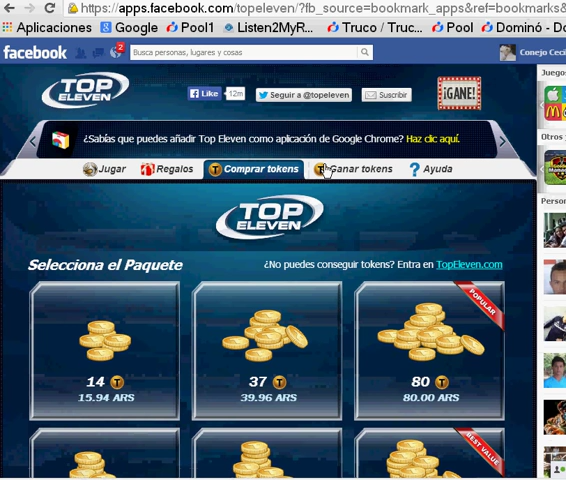 https://apps.facebook.com/topeleven/?fb_source=bookmark_apps&ref=bookmarks&
Aplicaciones Google Pool1 Listen2MyR... Truco / Truc... Pool Dominó - Do
facebook 2 Busca personas, lugares y cosas Conejo Ceci
TOP ELEVEN
Like 12m Seguir a @topeleven Suscribir ¡GANE!
Juego
¿Sabías que puedes añadir Top Eleven como aplicación de Google Chrome? Haz clic aquí.
Otros y
Jugar Regalos Comprar tokens Ganar tokens Ayuda
Person
TOP ELEVEN
Selecciona el Paquete ¿No puedes conseguir tokens? Entra en TopEleven.com
POPULAR
14 T 37 T 80 T
15.94 ARS 39.96 ARS 80.00 ARS
BEST VALUE